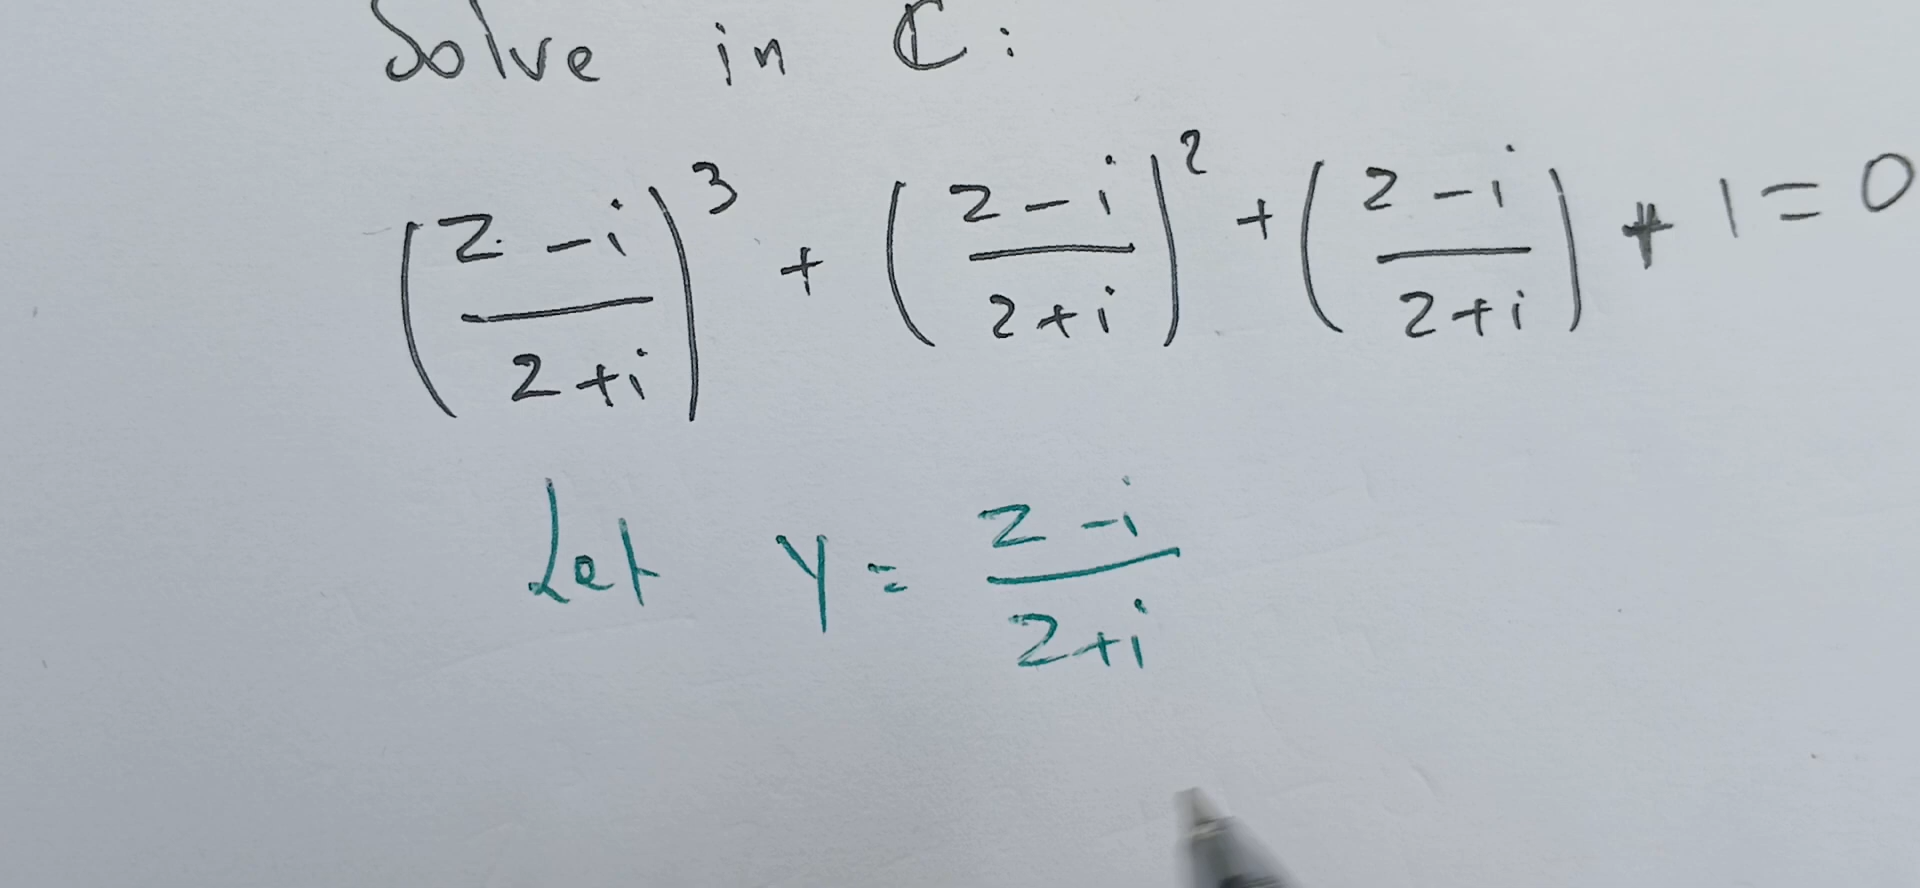 Solve in ℂ:
((z-i)/(z+i))³ + ((z-i)/(z+i))² + ((z-i)/(z+i)) + 1 = 0
Let y = (z-i)/(z+i)